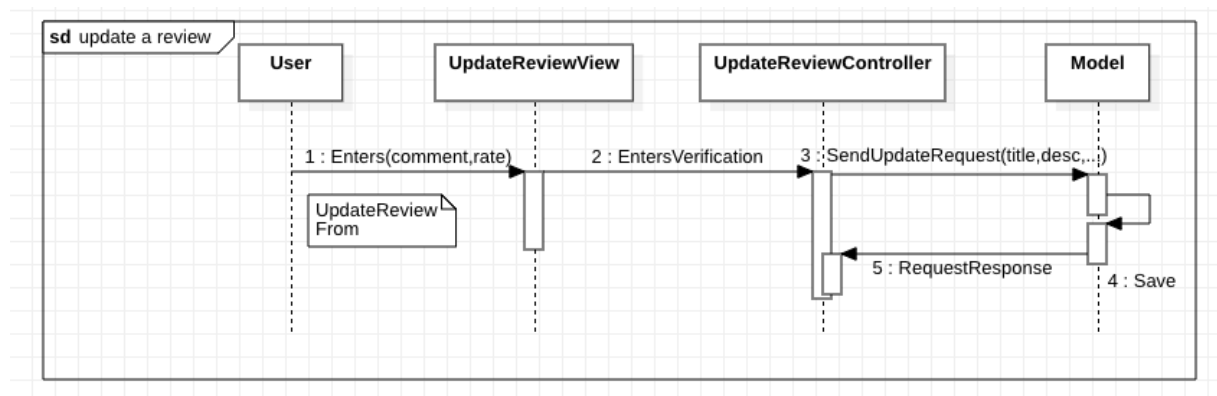 sd update a review
User
UpdateReviewView
UpdateReviewController
Model
1 : Enters(comment,rate)
2 : EntersVerification
3 : SendUpdateRequest(title,desc,...)
UpdateReview
From
5 : RequestResponse
4 : Save